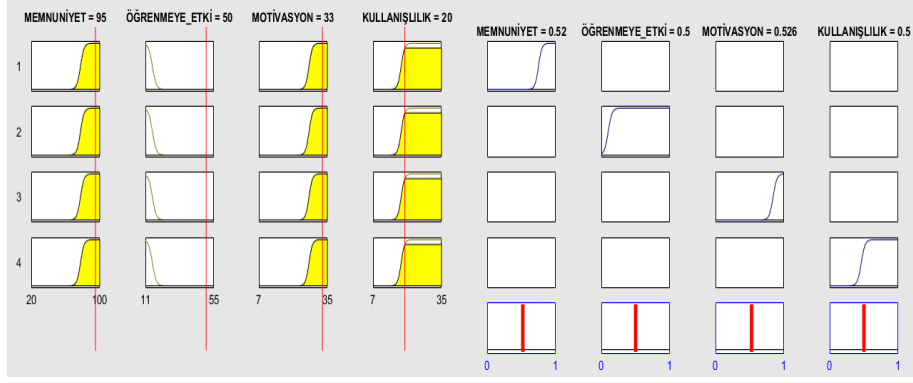 MEMNUNİYET = 95 ÖĞRENMEYE_ETKİ = 50 MOTİVASYON = 33 KULLANIŞLILIK = 20
MEMNUNİYET = 0.52 ÖĞRENMEYE_ETKİ = 0.5 MOTİVASYON = 0.526 KULLANIŞLILIK = 0.5
1
2
3
4
20 100 11 55 7 35 7 35
0 1 0 1 0 1 0 1